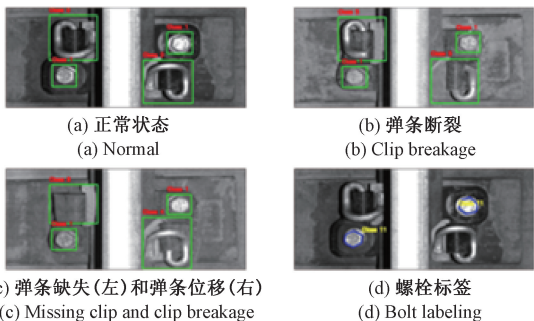 (a) 正常状态
(a) Normal
(b) 弹条断裂
(b) Clip breakage
) 弹条缺失(左)和弹条位移(右)
(c) Missing clip and clip breakage
(d) 螺栓标签
(d) Bolt labeling